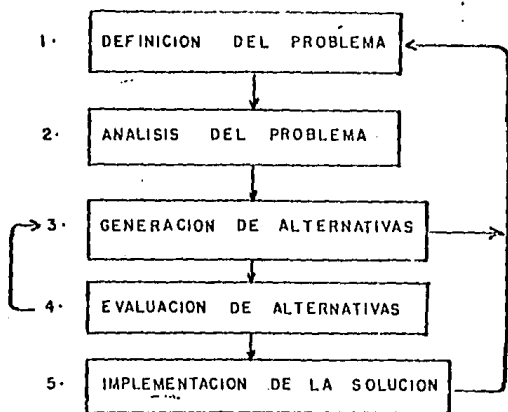 1. DEFINICION DEL PROBLEMA
2. ANALISIS DEL PROBLEMA
3. GENERACION DE ALTERNATIVAS
4. EVALUACION DE ALTERNATIVAS
5. IMPLEMENTACION DE LA SOLUCION